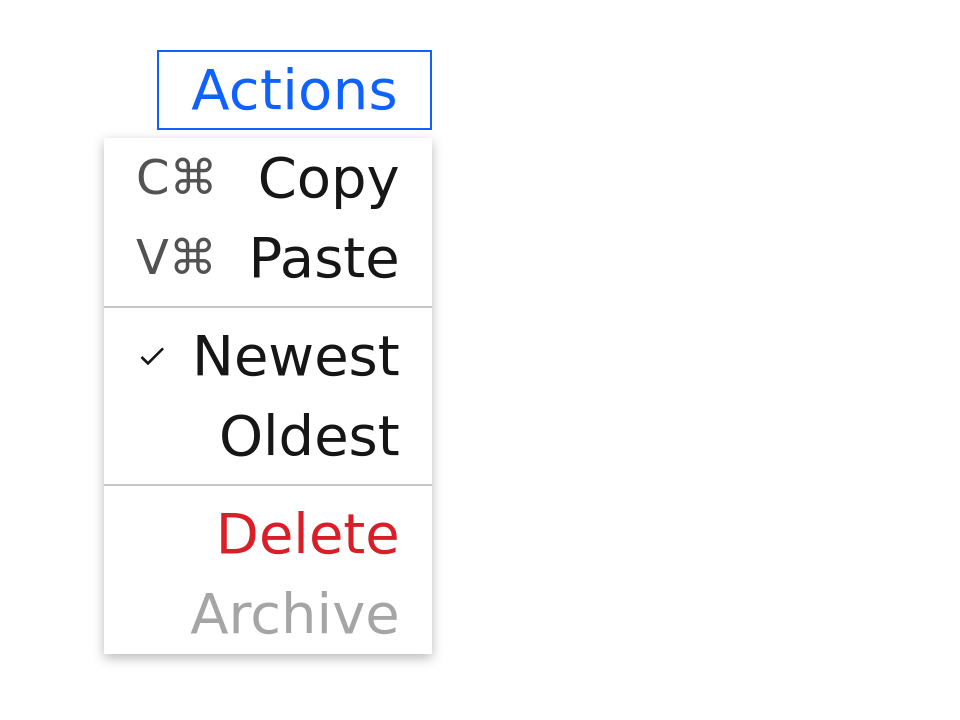 Actions
C⌘ Copy
V⌘ Paste
✓ Newest
Oldest
Delete
Archive